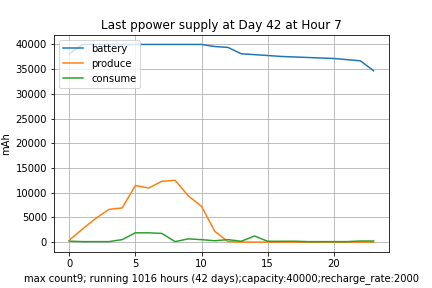 Last ppower supply at Day 42 at Hour 7
40000
35000
30000
25000
20000
15000
10000
5000
0
mAh
battery
produce
consume
0 5 10 15 20
max count9; running 1016 hours (42 days);capacity:40000;recharge_rate:2000